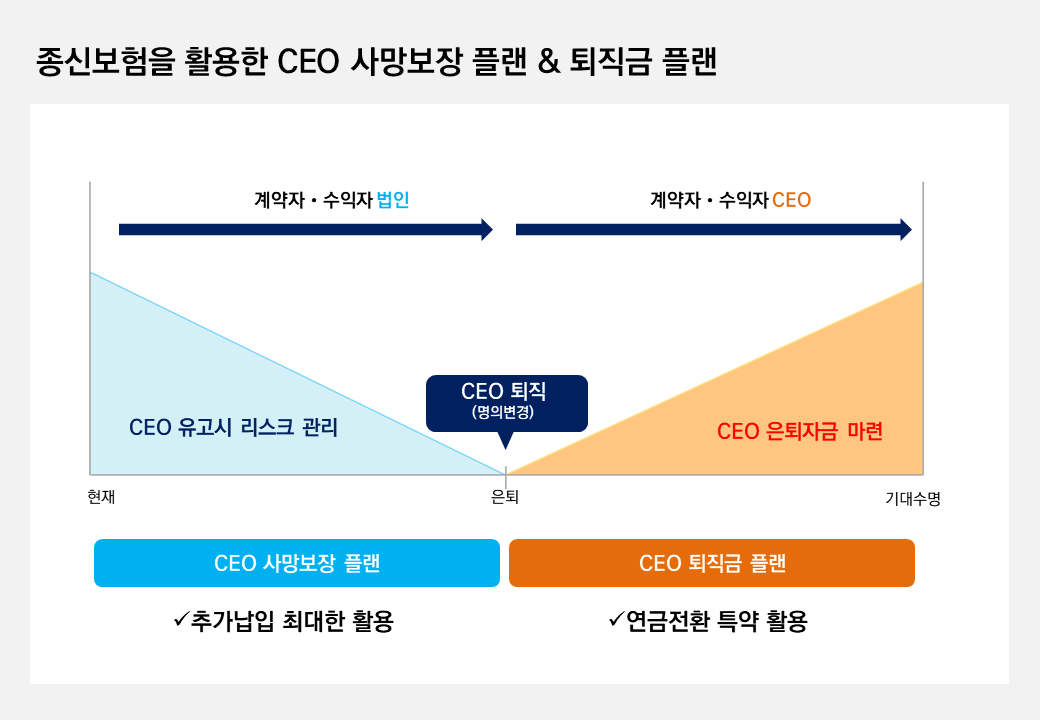 종신보험을 활용한 CEO 사망보장 플랜 & 퇴직금 플랜
계약자・수익자 법인
계약자・수익자 CEO
CEO 퇴직
(명의변경)
CEO 유고시 리스크 관리
CEO 은퇴자금 마련
현재
은퇴
기대수명
CEO 사망보장 플랜
CEO 퇴직금 플랜
✓추가납입 최대한 활용
✓연금전환 특약 활용